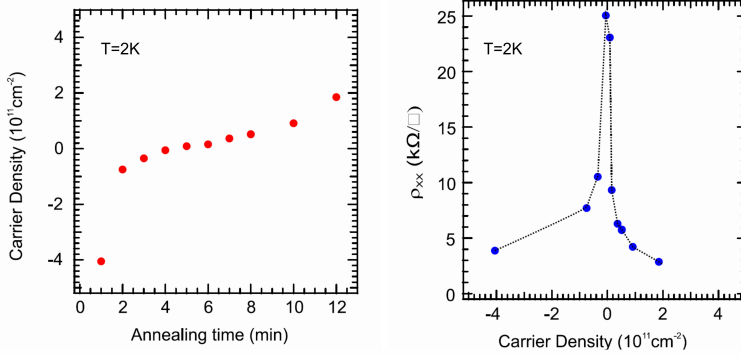 4
2
0
-2
-4
Carrier Density (10¹¹cm⁻²)
T=2K
0 2 4 6 8 10 12
Annealing time (min)
25
20
15
10
5
0
ρxx (kΩ/□)
T=2K
-4 -2 0 2 4
Carrier Density (10¹¹cm⁻²)